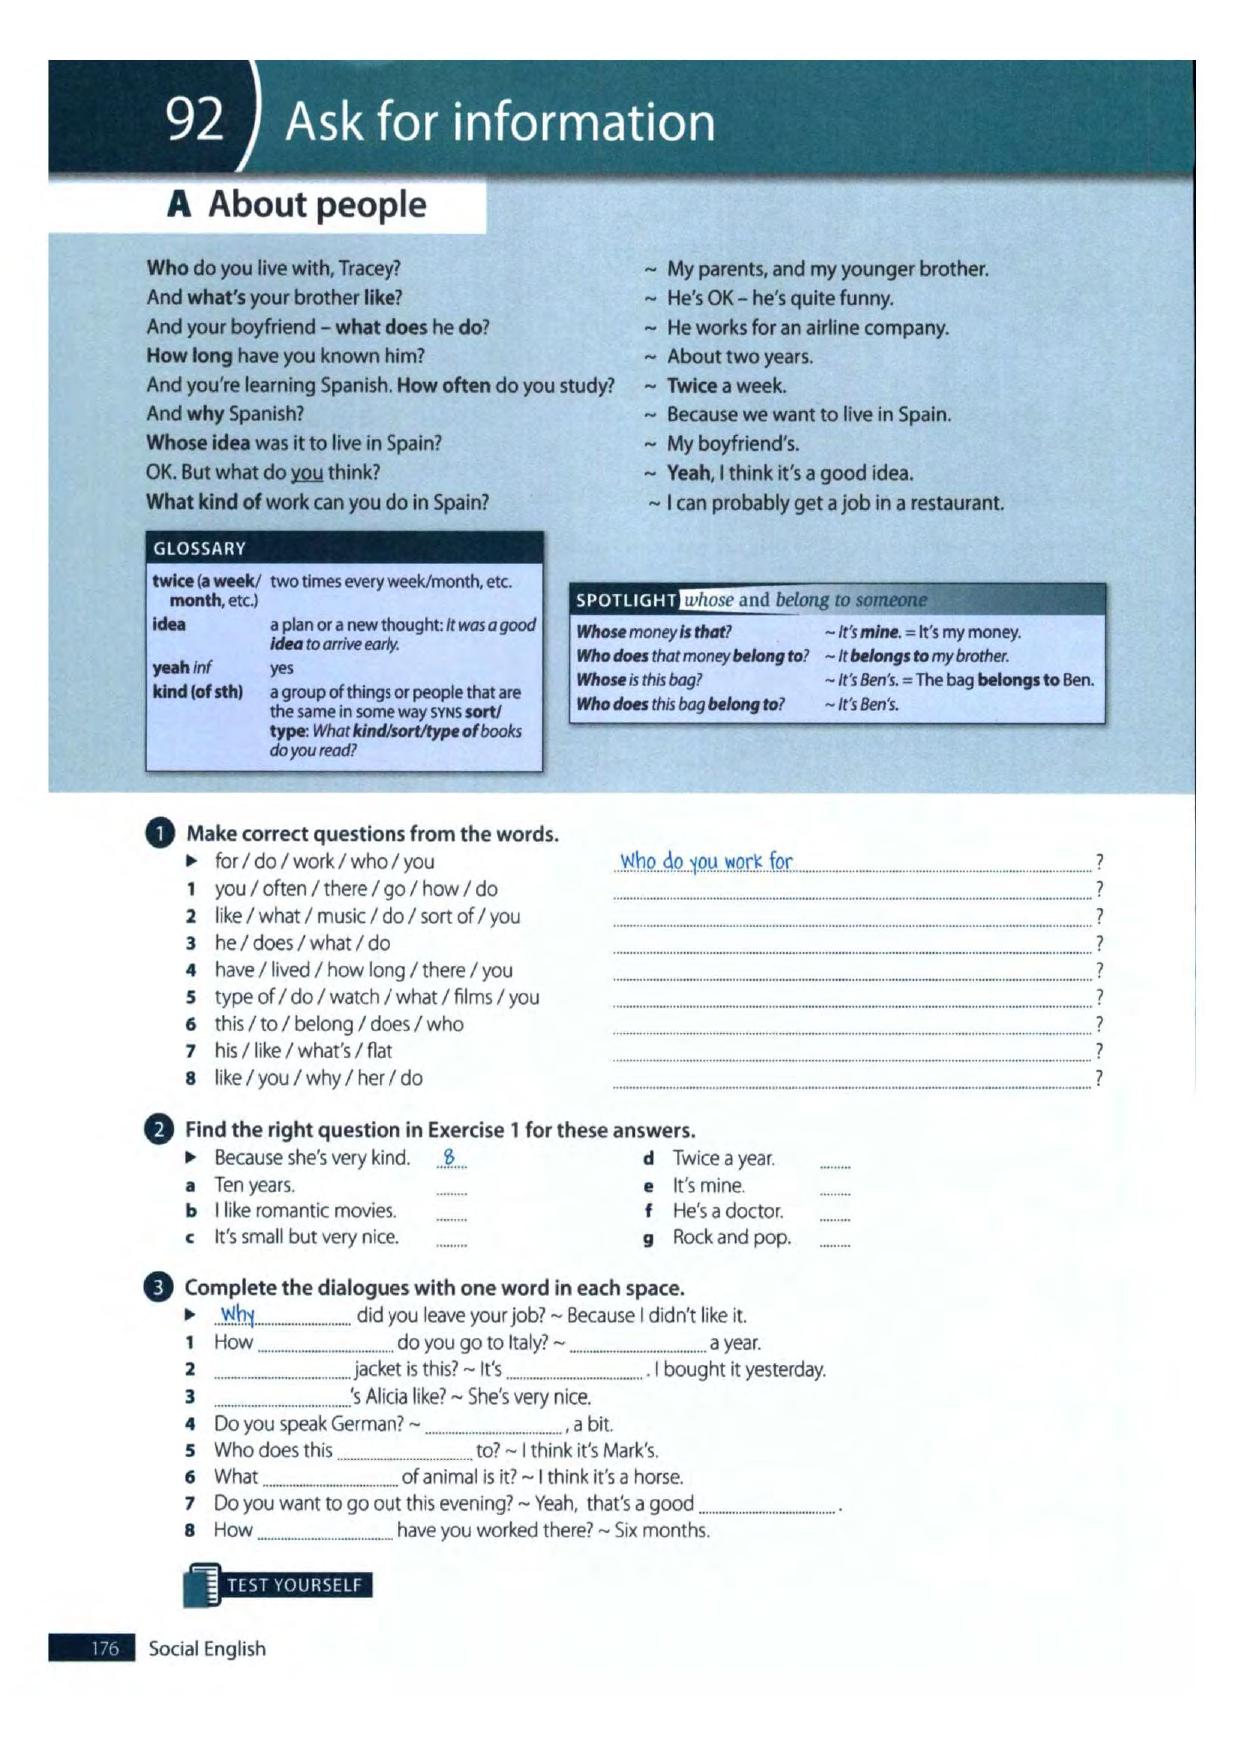 92 Ask for information
A About people
Who do you live with, Tracey? ~ My parents, and my younger brother.
And what's your brother like? ~ He's OK – he's quite funny.
And your boyfriend – what does he do? ~ He works for an airline company.
How long have you known him? ~ About two years.
And you're learning Spanish. How often do you study? ~ Twice a week.
And why Spanish? ~ Because we want to live in Spain.
Whose idea was it to live in Spain? ~ My boyfriend's.
OK. But what do you think? ~ Yeah, I think it's a good idea.
What kind of work can you do in Spain? ~ I can probably get a job in a restaurant.
GLOSSARY
twice (a week/ two times every week/month, etc.
month, etc.)
idea a plan or a new thought: It was a good
idea to arrive early.
yeah inf yes
kind (of sth) a group of things or people that are
the same in some way SYNS sort/
type: What kind/sort/type of books
do you read?
SPOTLIGHT whose and belong to someone
Whose money is that? ~ It's mine. = It's my money.
Who does that money belong to? ~ It belongs to my brother.
Whose is this bag? ~ It's Ben's. = The bag belongs to Ben.
Who does this bag belong to? ~ It's Ben's.
1 Make correct questions from the words.
► for / do / work / who / you Who do you work for ?
1 you / often / there / go / how / do ?
2 like / what / music / do / sort of / you ?
3 he / does / what / do ?
4 have / lived / how long / there / you ?
5 type of / do / watch / what / films / you ?
6 this / to / belong / does / who ?
7 his / like / what's / flat ?
8 like / you / why / her / do ?
2 Find the right question in Exercise 1 for these answers.
► Because she's very kind. 8 d Twice a year.
a Ten years. e It's mine.
b I like romantic movies. f He's a doctor.
c It's small but very nice. g Rock and pop.
3 Complete the dialogues with one word in each space.
► Why did you leave your job? ~ Because I didn't like it.
1 How do you go to Italy? ~ a year.
2 jacket is this? ~ It's . I bought it yesterday.
3 's Alicia like? ~ She's very nice.
4 Do you speak German? ~ , a bit.
5 Who does this to? ~ I think it's Mark's.
6 What of animal is it? ~ I think it's a horse.
7 Do you want to go out this evening? ~ Yeah, that's a good .
8 How have you worked there? ~ Six months.
TEST YOURSELF
176 Social English